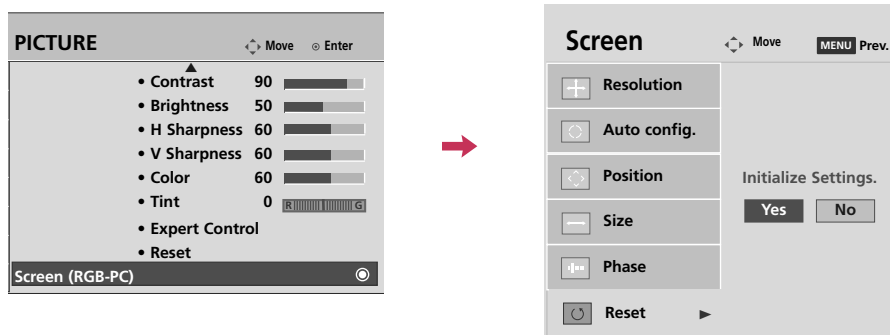 PICTURE
Move Enter
• Contrast 90
• Brightness 50
• H Sharpness 60
• V Sharpness 60
• Color 60
• Tint 0 R G
• Expert Control
• Reset
Screen (RGB-PC)
Screen
Move MENU Prev.
Resolution
Auto config.
Position
Size
Phase
Reset
Initialize Settings.
Yes No